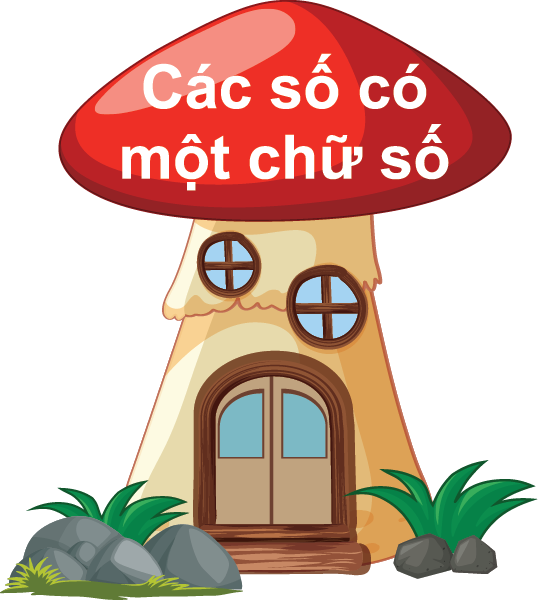 Các số có
một chữ số